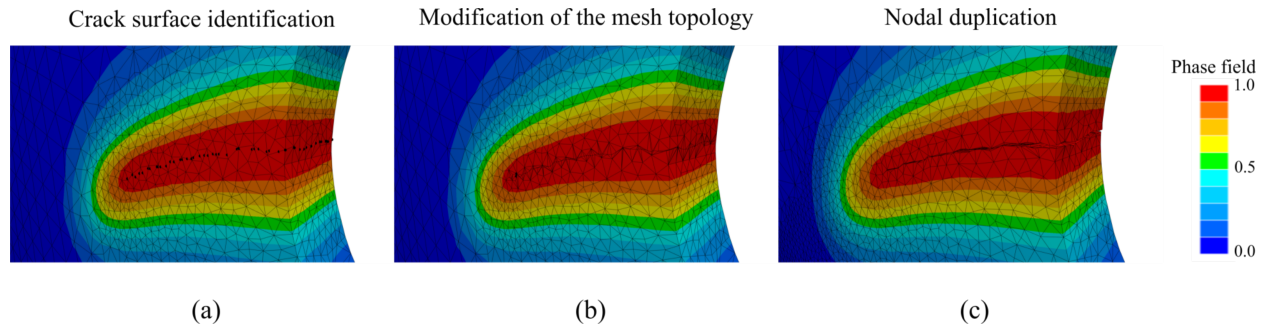 Crack surface identification
Modification of the mesh topology
Nodal duplication
Phase field
1.0
0.5
0.0
(a)
(b)
(c)